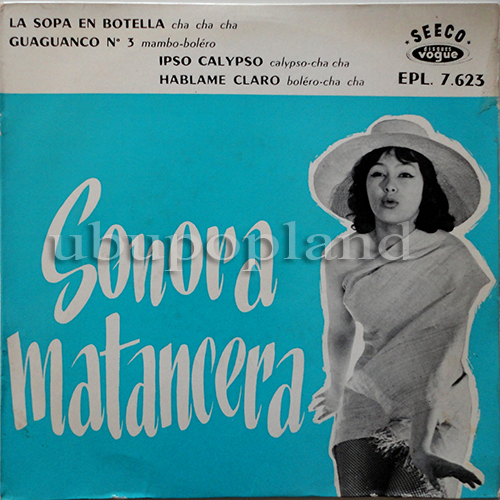 LA SOPA EN BOTELLA cha cha cha
GUAGUANCO N° 3 mambo-boléro
IPSO CALYPSO calypso-cha cha
HABLAME CLARO boléro-cha cha
SEECO
disques
vogue
EPL. 7.623
Sonora
matancera
ubupopland